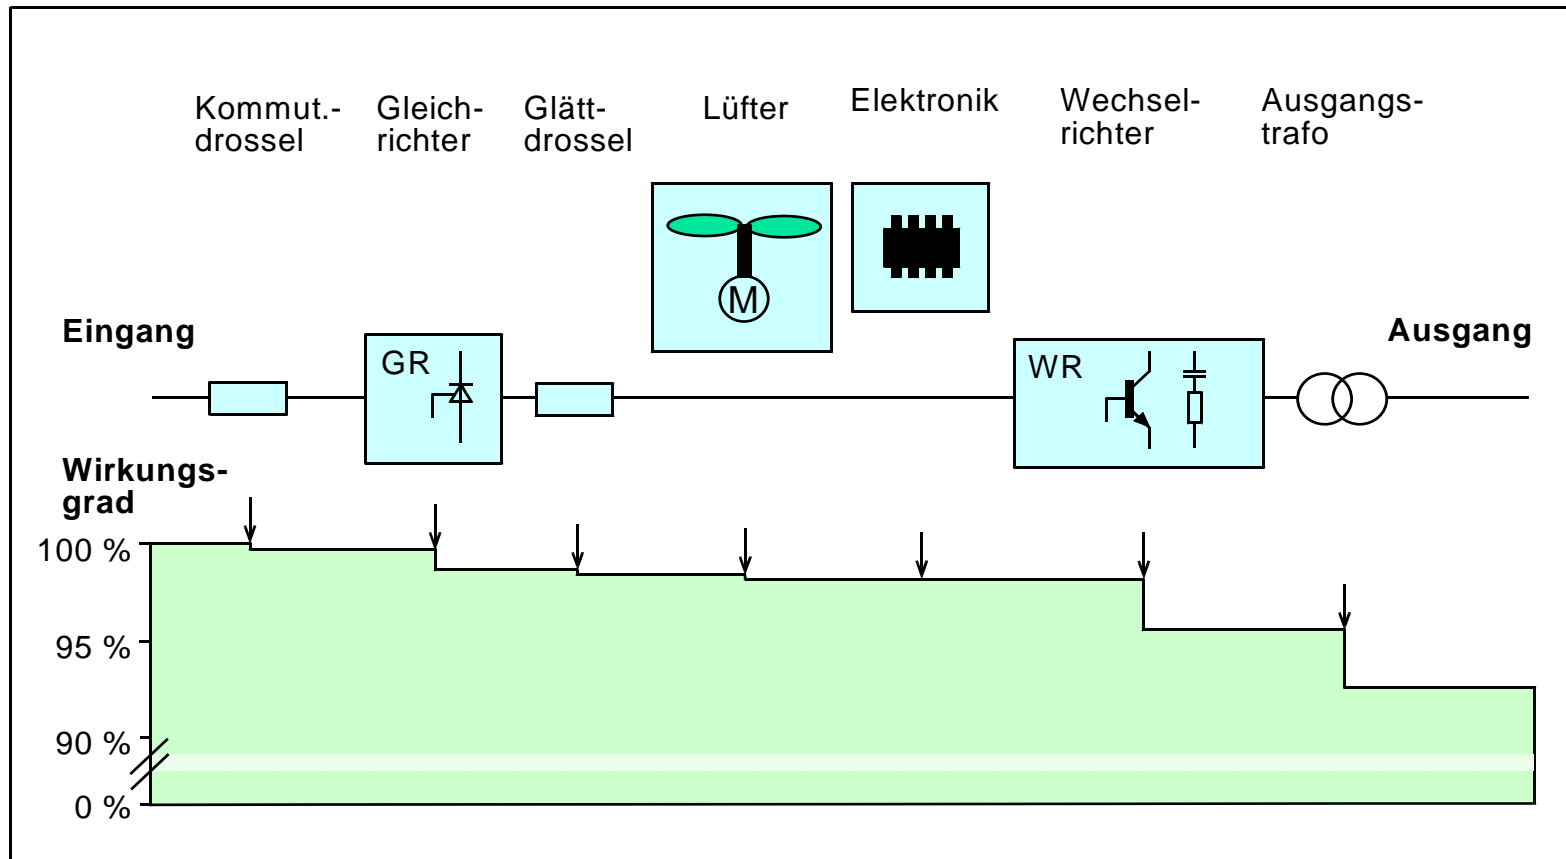 Kommut.-
drossel
Gleich-
richter
Glätt-
drossel
Lüfter
Elektronik
Wechsel-
richter
Ausgangs-
trafo
M
Eingang
Ausgang
GR
WR
Wirkungs-
grad
100 %
95 %
90 %
0 %